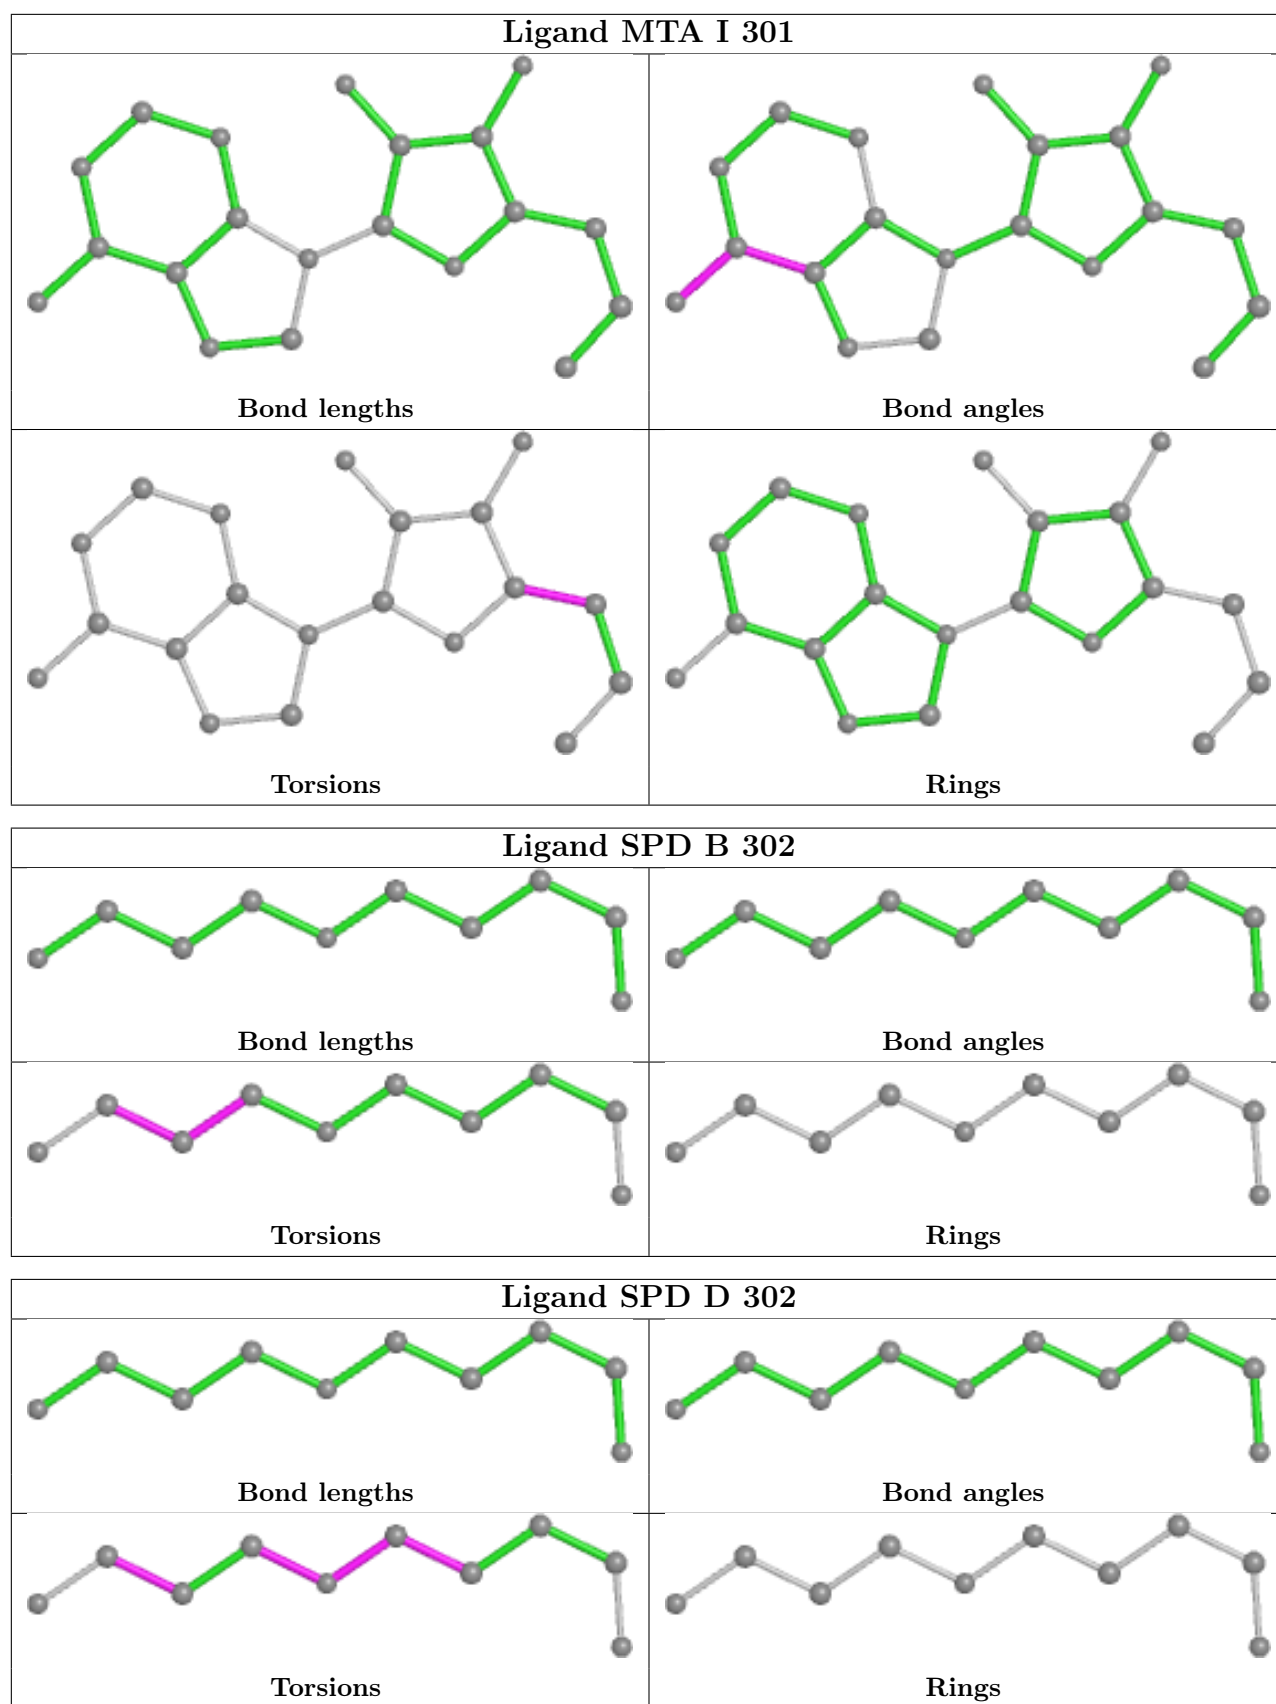 Ligand MTA I 301
Bond lengths
Bond angles
Torsions
Rings
Ligand SPD B 302
Bond lengths
Bond angles
Torsions
Rings
Ligand SPD D 302
Bond lengths
Bond angles
Torsions
Rings